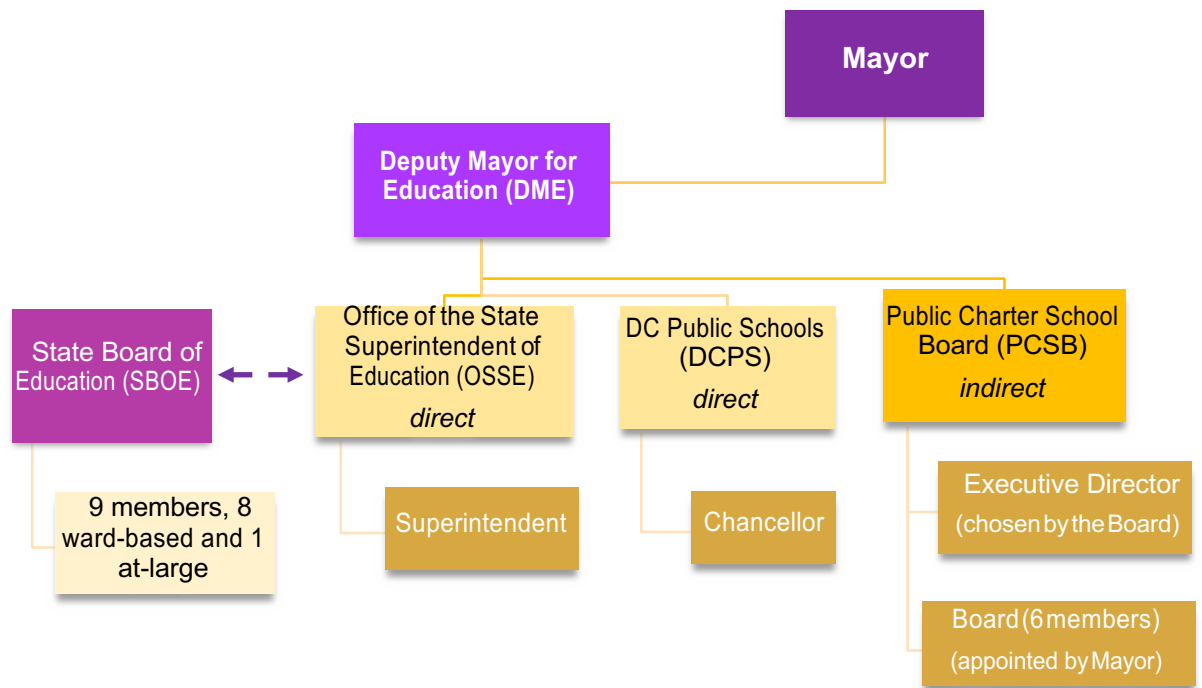 Mayor
Deputy Mayor for
Education (DME)
State Board of
Education (SBOE)
9 members, 8
ward-based and 1
at-large
Office of the State
Superintendent of
Education (OSSE)
direct
Superintendent
DC Public Schools
(DCPS)
direct
Chancellor
Public Charter School
Board (PCSB)
indirect
Executive Director
(chosen by the Board)
Board (6 members)
(appointed by Mayor)